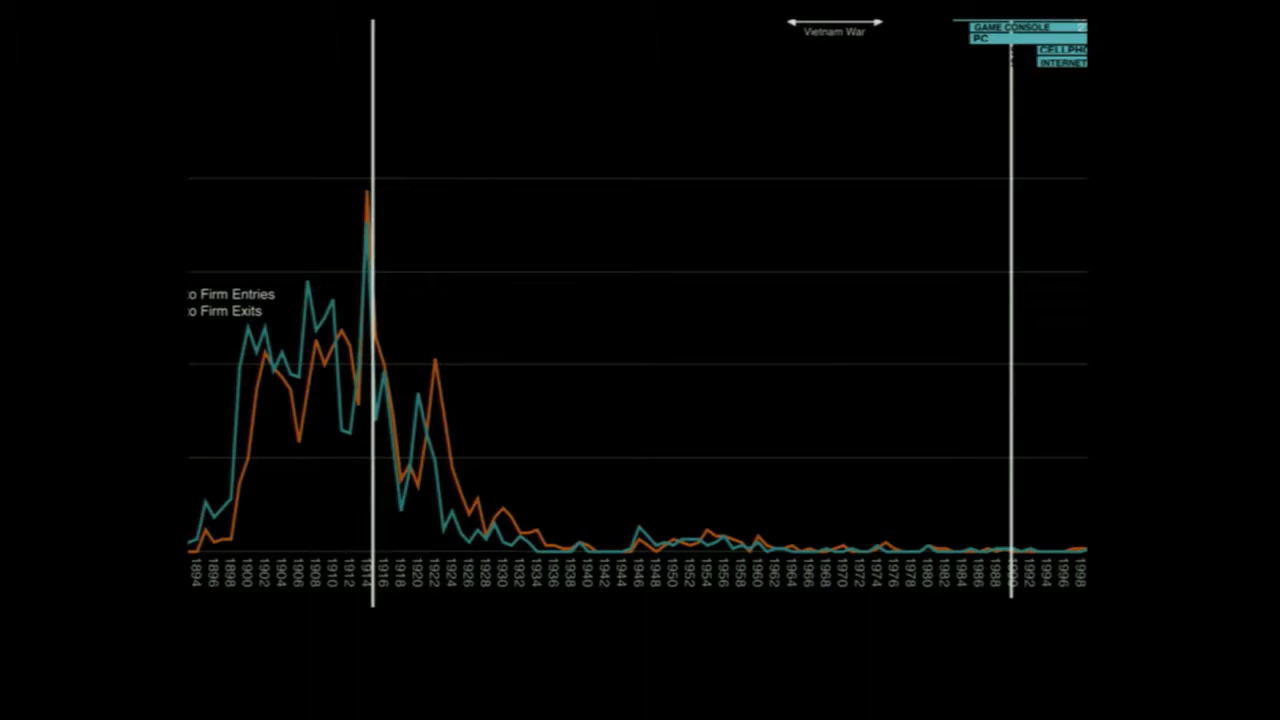 Vietnam War
GAME CONSOLE
PC
CELLPHO
INTERNET
o Firm Entries
o Firm Exits
1894 1896 1898 1900 1902 1904 1906 1908 1910 1912 1914 1916 1918 1920 1922 1924 1926 1928 1930 1932 1934 1936 1938 1940 1942 1944 1946 1948 1950 1952 1954 1956 1958 1960 1962 1964 1966 1968 1970 1972 1974 1976 1978 1980 1982 1984 1986 1988 1990 1992 1994 1996 1998